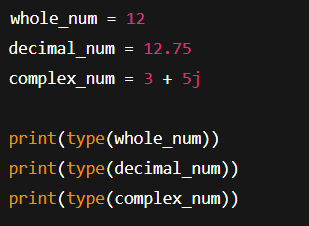 whole_num = 12
decimal_num = 12.75
complex_num = 3 + 5j
print(type(whole_num))
print(type(decimal_num))
print(type(complex_num))